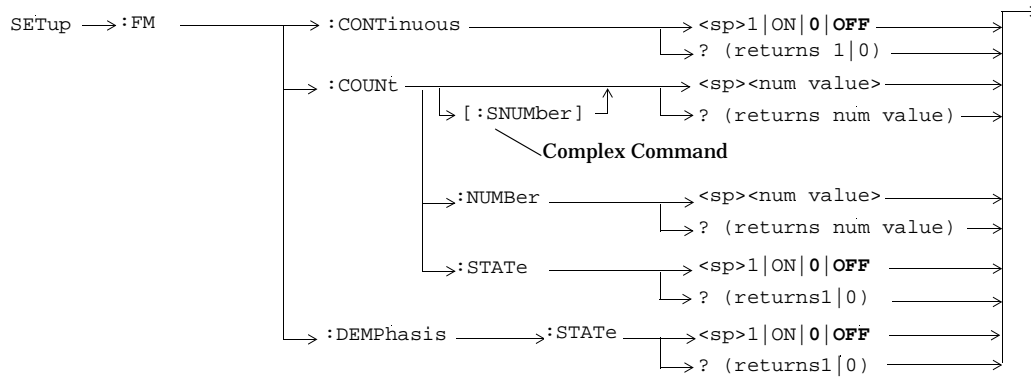 SETup :FM :CONTinuous <sp>1|ON|0|OFF
? (returns 1|0)
:COUNt <sp><num value>
[:SNUMber] ? (returns num value)
Complex Command
:NUMBer <sp><num value>
? (returns num value)
:STATe <sp>1|ON|0|OFF
? (returns1|0)
:DEMPhasis :STATe <sp>1|ON|0|OFF
? (returns1|0)